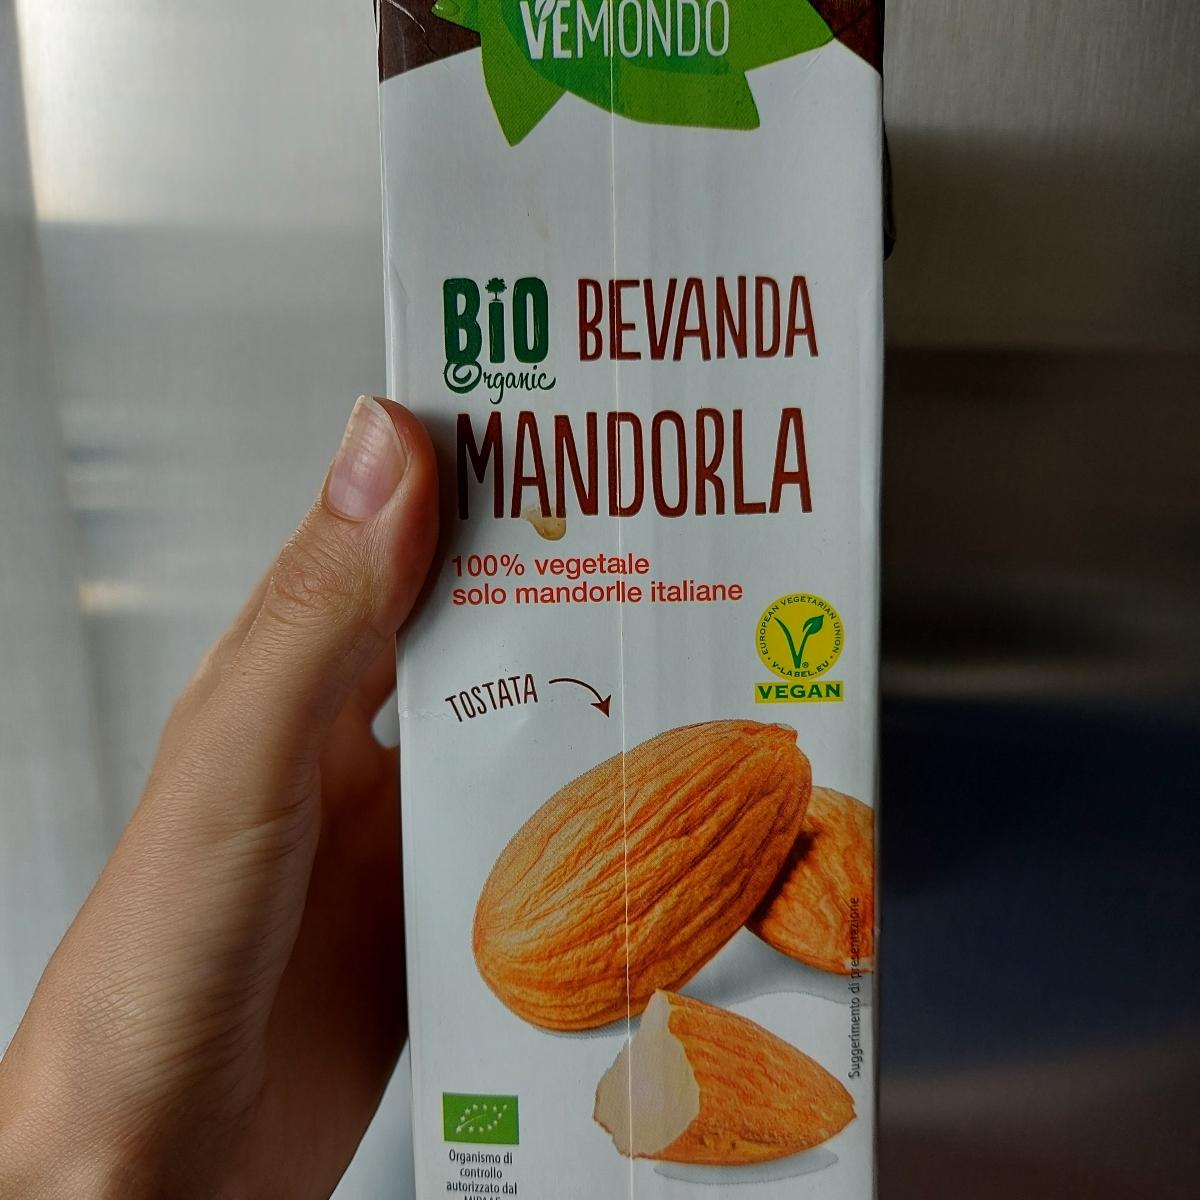 VEMONDO
BiO
Organic
BEVANDA
MANDORLA
100% vegetale
solo mandorle italiane
EUROPEAN VEGETARIAN UNION
V-LABEL.EU
VEGAN
TOSTATA
Suggerimento di presentazione
Organismo di
controllo
autorizzato dal